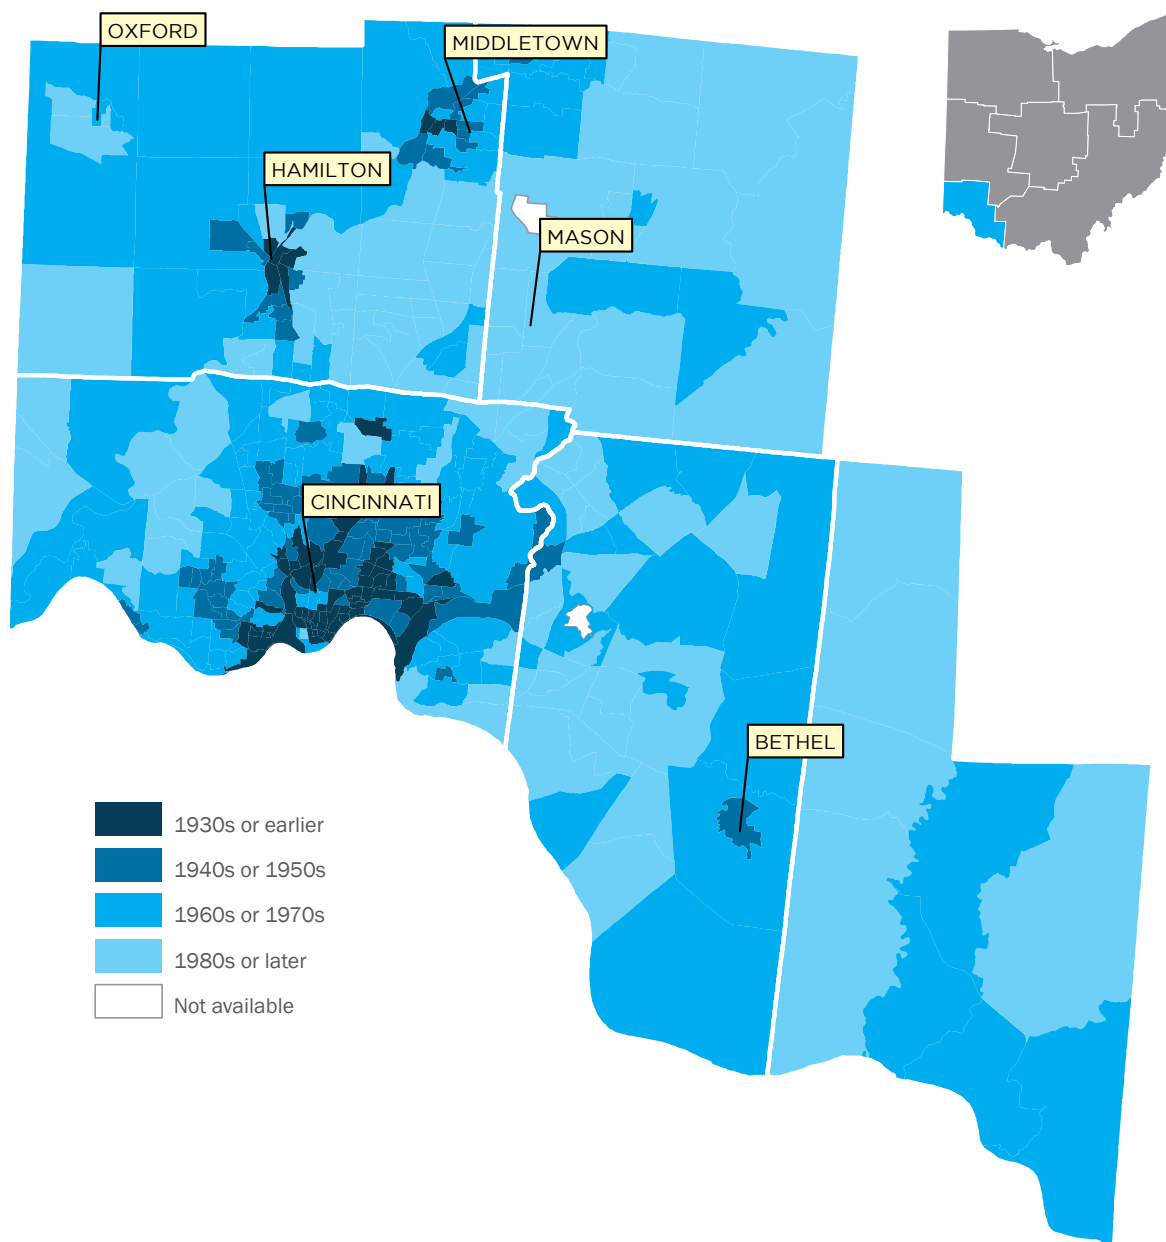 OXFORD
MIDDLETOWN
HAMILTON
MASON
CINCINNATI
BETHEL
1930s or earlier
1940s or 1950s
1960s or 1970s
1980s or later
Not available